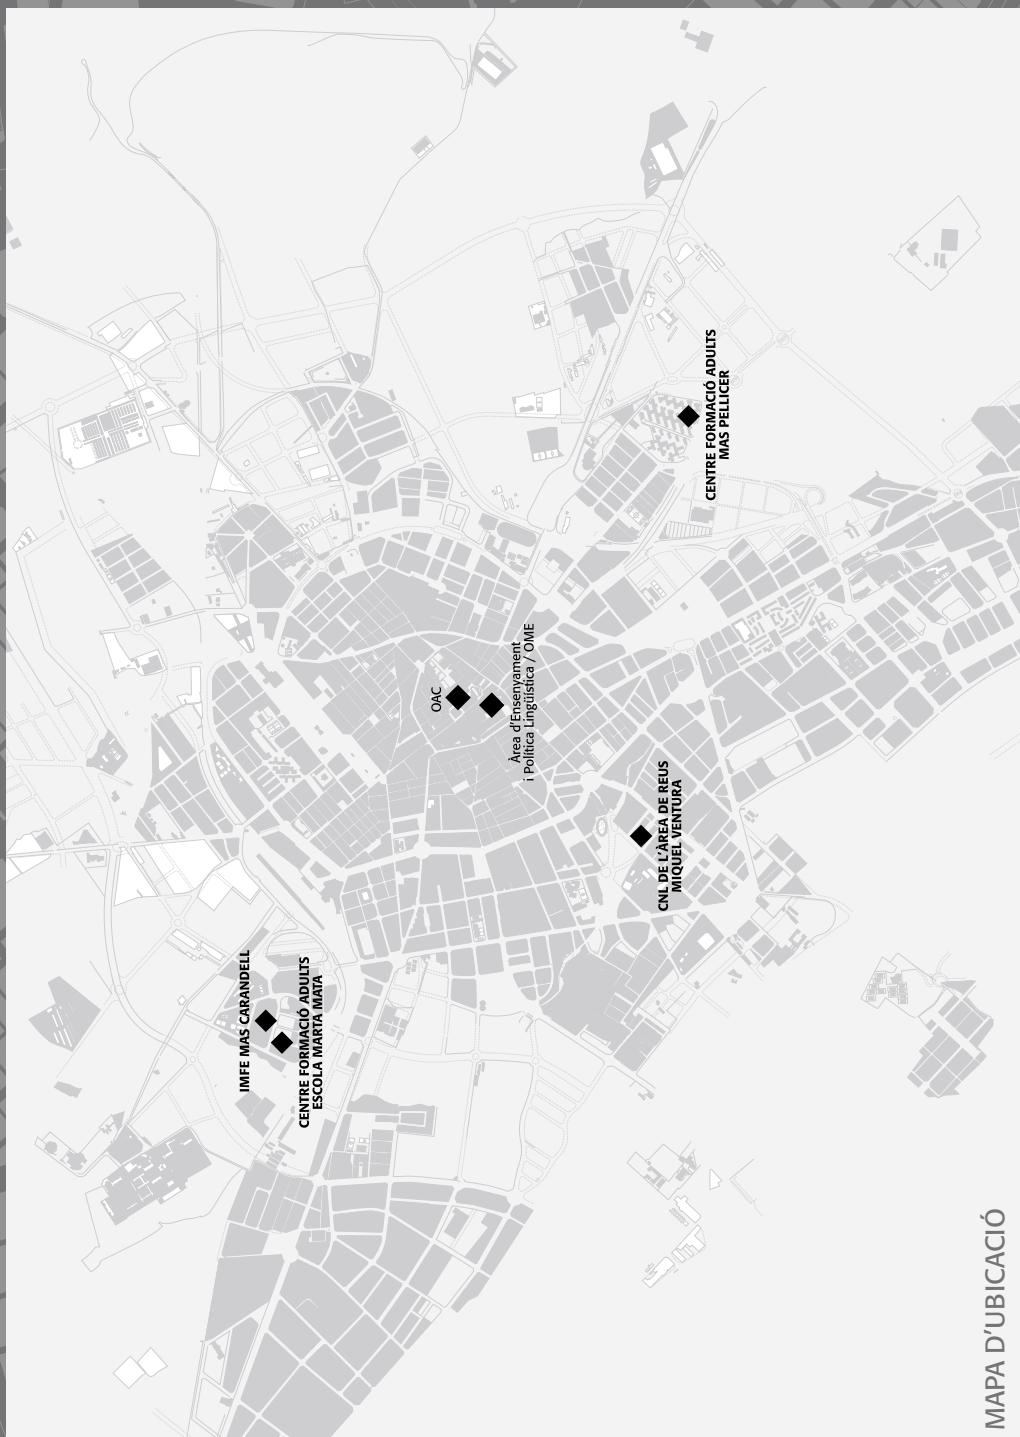 MAPA D'UBICACIÓ
IMFE MAS CARANDELL
CENTRE FORMACIÓ ADULTS
ESCOLA MARTA MATA
OAC
Àrea d'Ensenyament
i Política Lingüística / OME
CNL DE L'ÀREA DE REUS
MIQUEL VENTURA
CENTRE FORMACIÓ ADULTS
MAS PELLICER